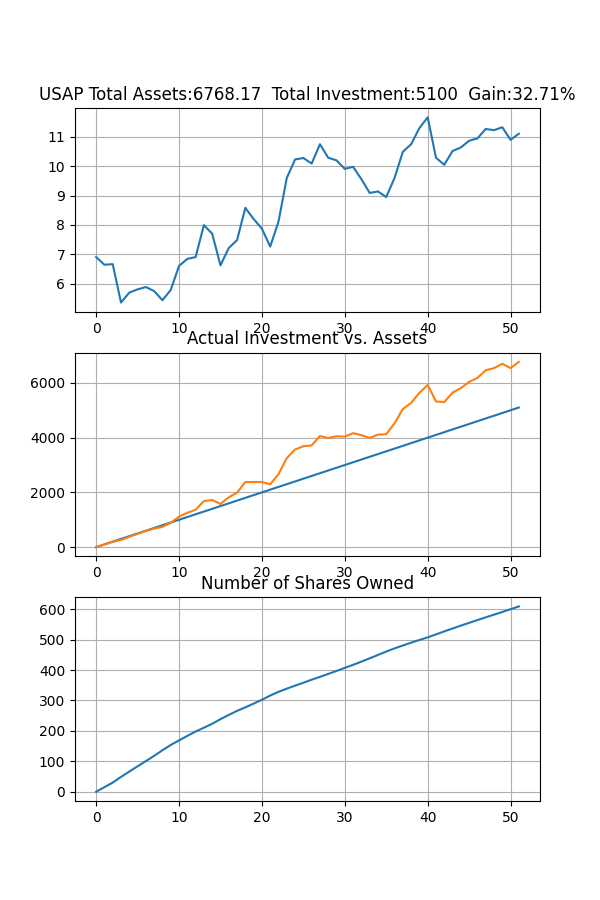 USAP Total Assets:6768.17  Total Investment:5100  Gain:32.71%
11
10
9
8
7
6
0 10 20 30 40 50
Actual Investment vs. Assets
6000
4000
2000
0
0 10 20 30 40 50
Number of Shares Owned
600
500
400
300
200
100
0
0 10 20 30 40 50